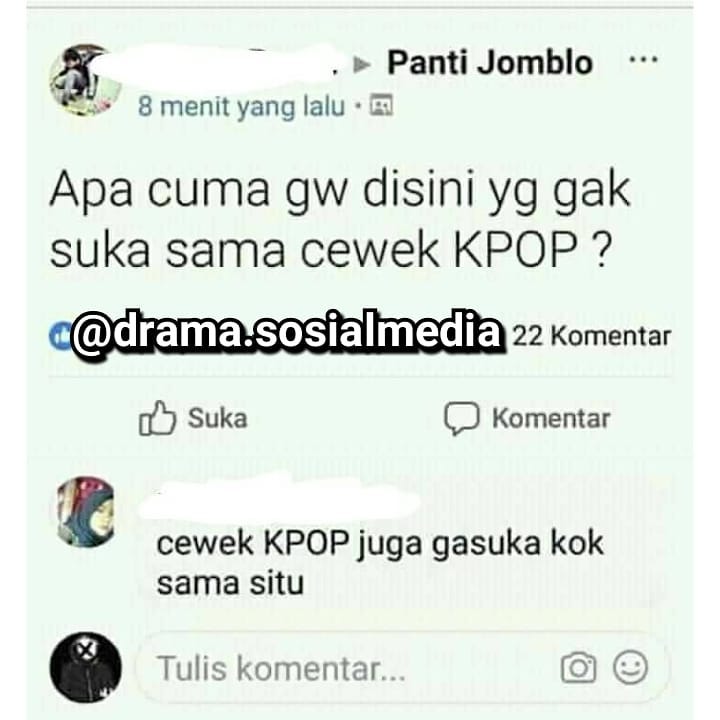 Panti Jomblo
8 menit yang lalu
Apa cuma gw disini yg gak
suka sama cewek KPOP ?
@drama.sosialmedia 22 Komentar
Suka Komentar
cewek KPOP juga gasuka kok
sama situ
Tulis komentar...